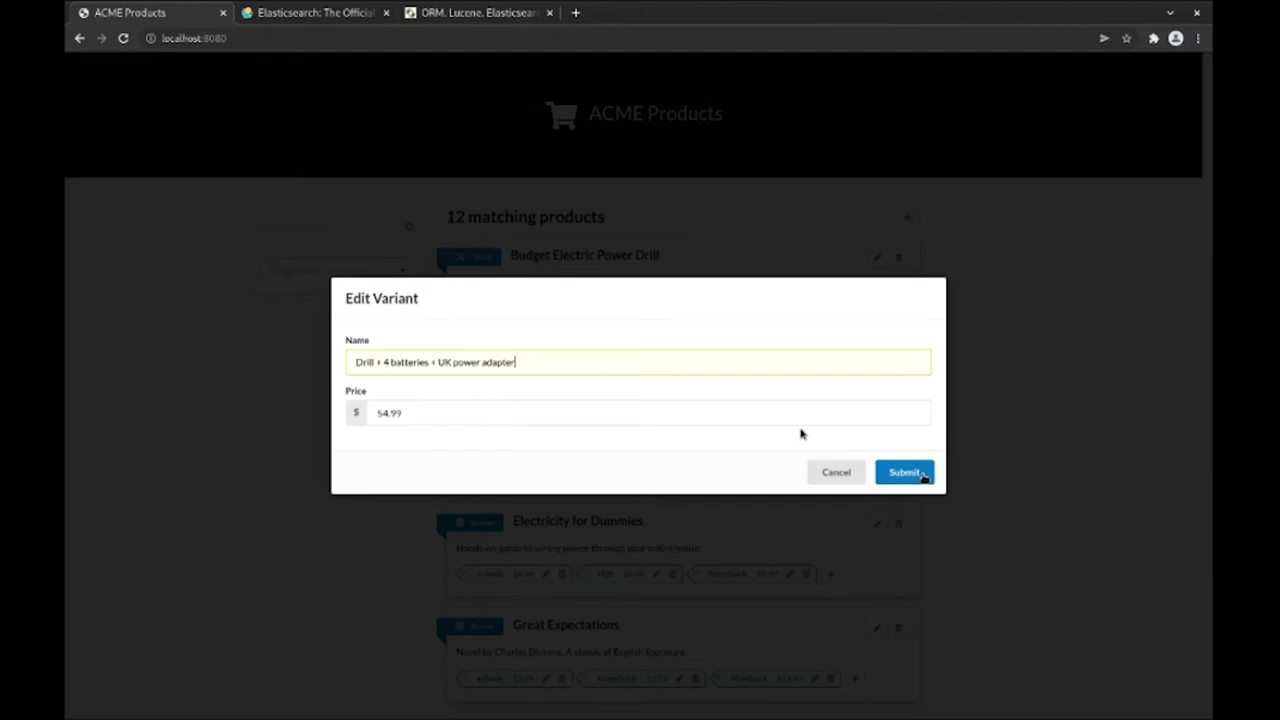 ACME Products
Elasticsearch: The Official
ORM, Lucene, Elasticsear
localhost:8080
ACME Products
12 matching products
Budget Electric Power Drill
Edit Variant
Name
Drill + 4 batteries + UK power adapter
Price
$ 54.99
Cancel
Submit
Electricity for Dummies
Hands-on guide to wiring power through your entire house.
Great Expectations
Novel by Charles Dickens. A classic of English literature.